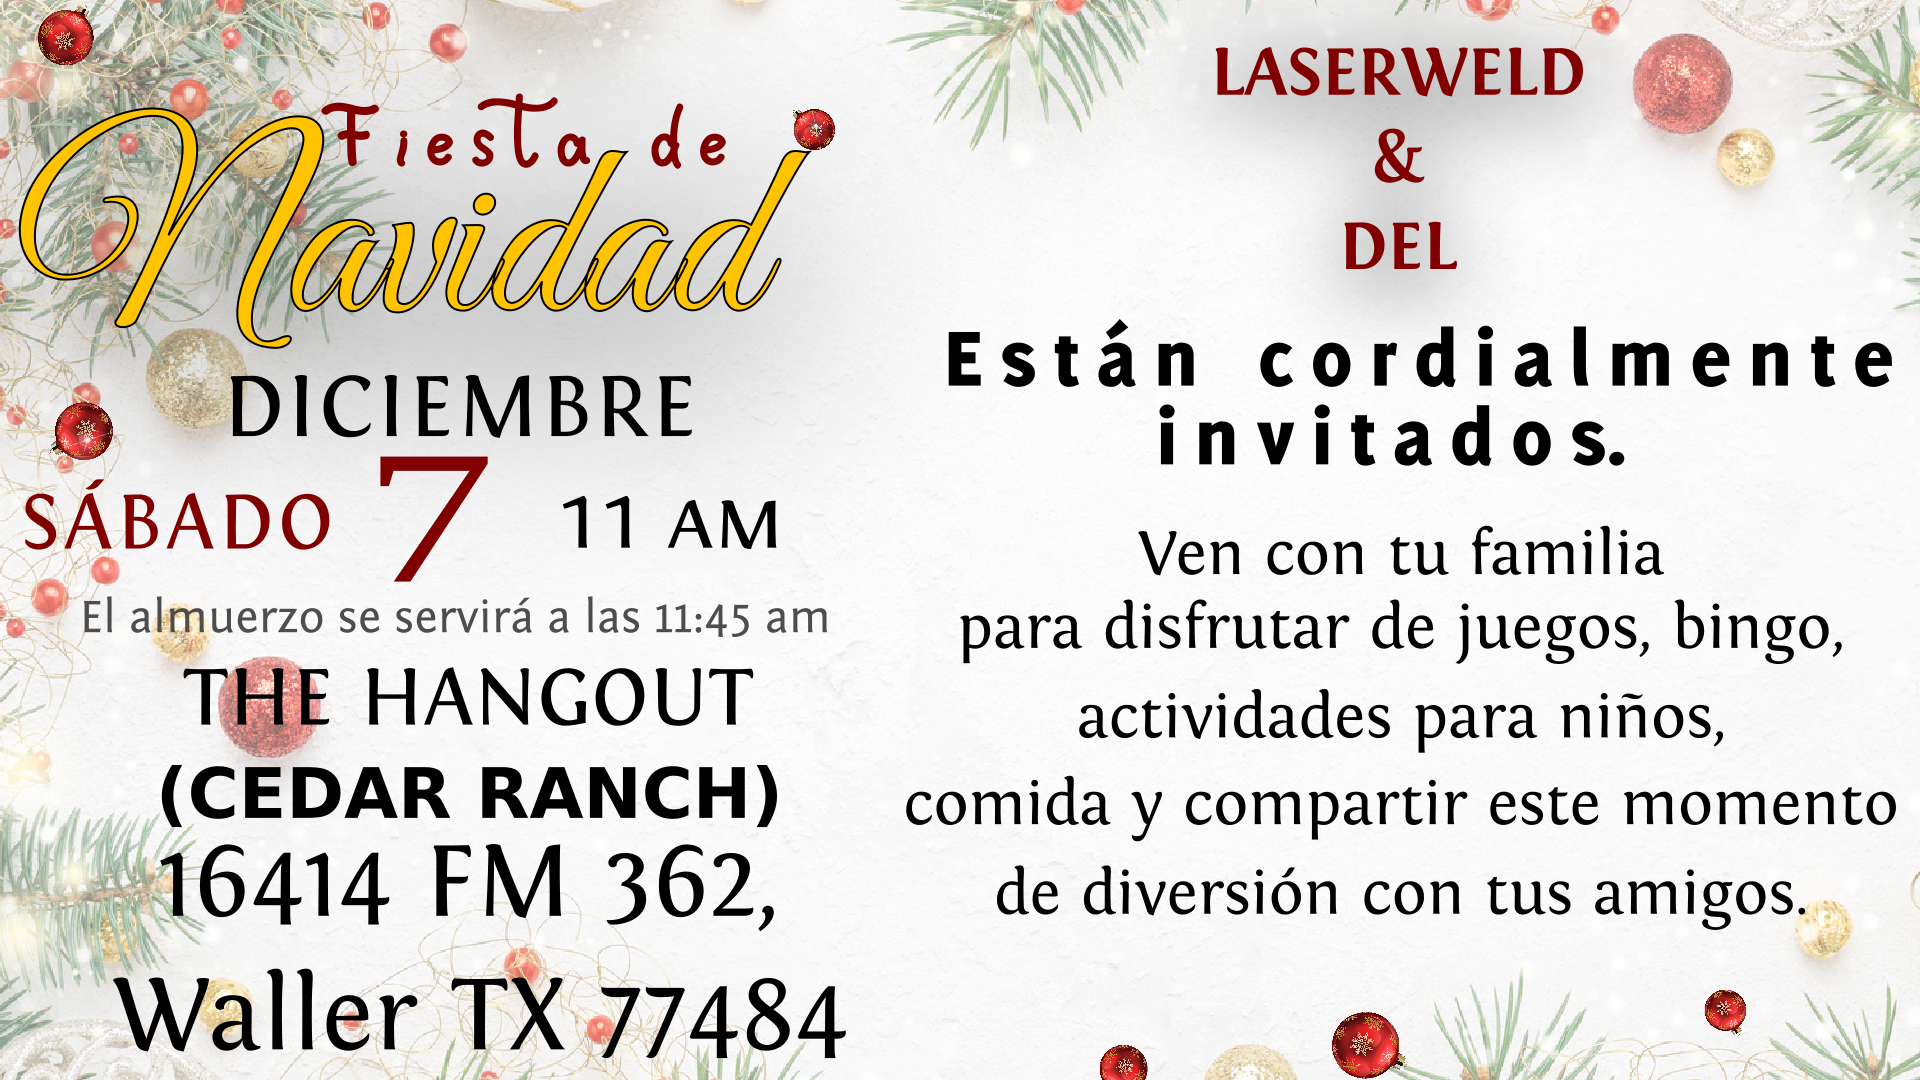 Fiesta de
Navidad
DICIEMBRE
SÁBADO 7 11 AM
El almuerzo se servirá a las 11:45 am
THE HANGOUT
(CEDAR RANCH)
16414 FM 362,
Waller TX 77484
LASERWELD
&
DEL
Están cordialmente
invitados.
Ven con tu familia
para disfrutar de juegos, bingo,
actividades para niños,
comida y compartir este momento
de diversión con tus amigos.